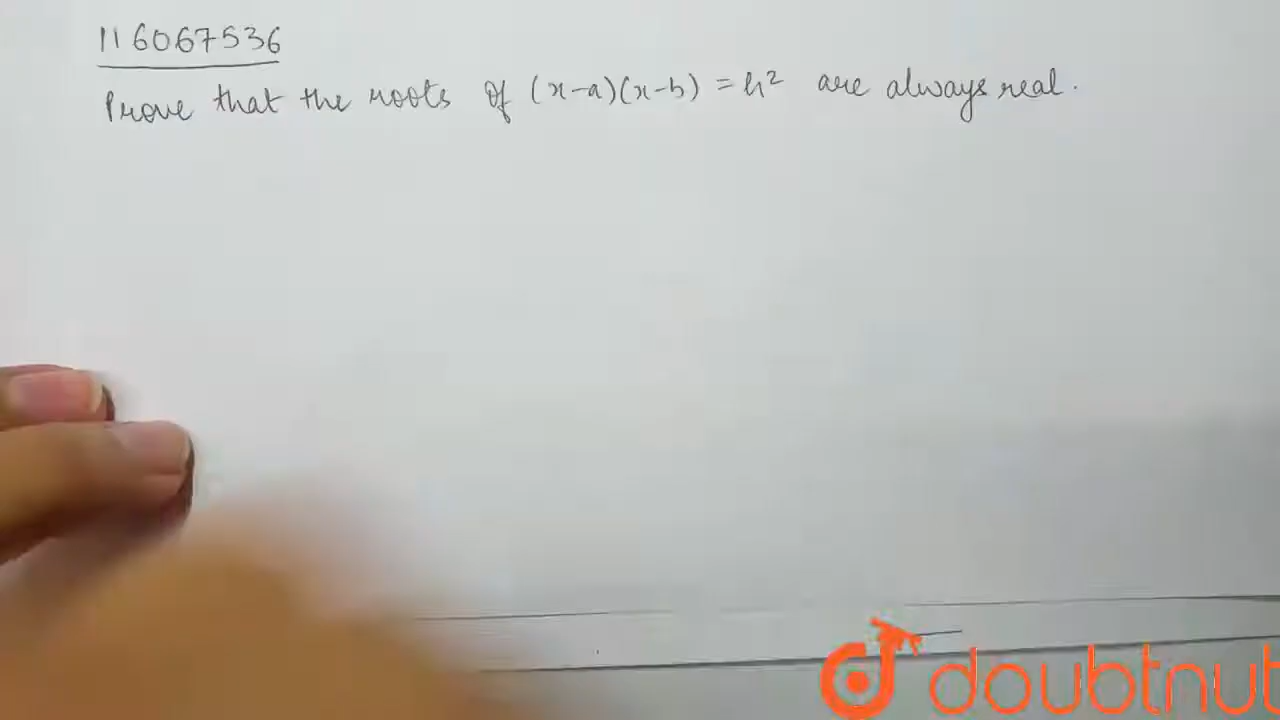 116067536
Prove that the roots of (x-a)(x-b) = h² are always real.
doubtnut